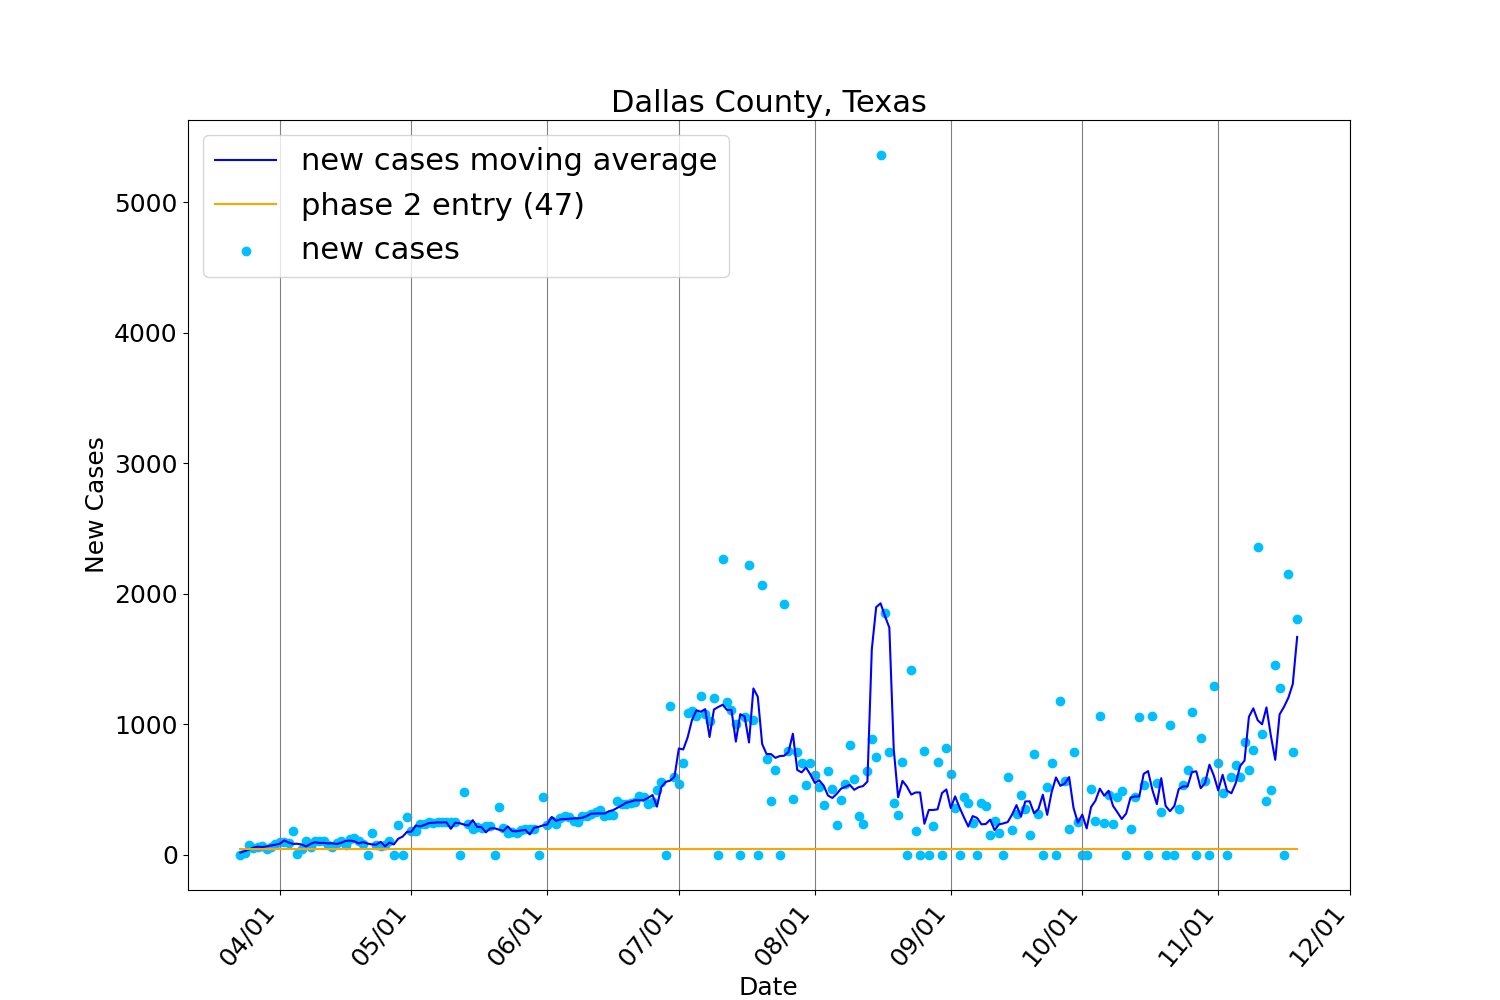 Dallas County, Texas
new cases moving average
phase 2 entry (47)
new cases
5000
4000
3000
2000
1000
0
New Cases
04/01
05/01
06/01
07/01
08/01
09/01
10/01
11/01
12/01
Date